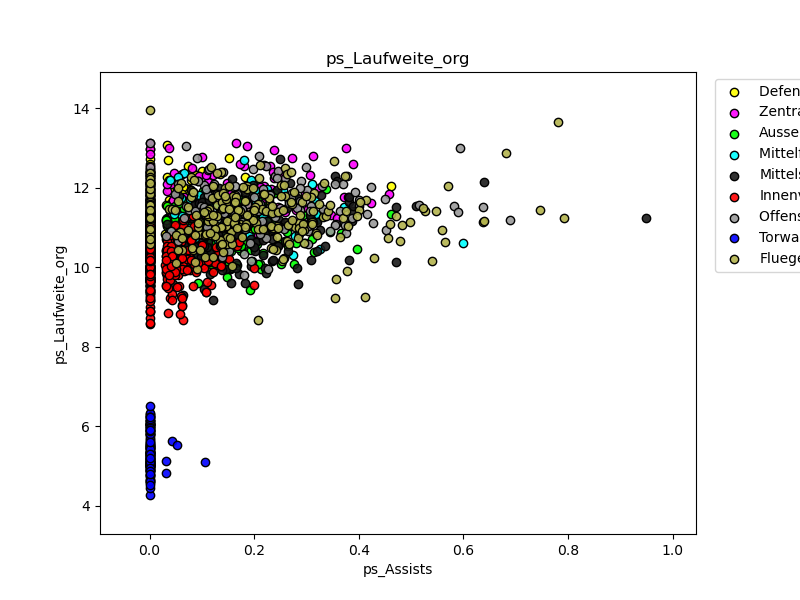 ps_Laufweite_org
14
12
10
8
6
4
ps_Laufweite_org
0.0 0.2 0.4 0.6 0.8 1.0
ps_Assists
Defen
Zentra
Ausse
Mittelf
Mittels
Innenv
Offens
Torwa
Fluege